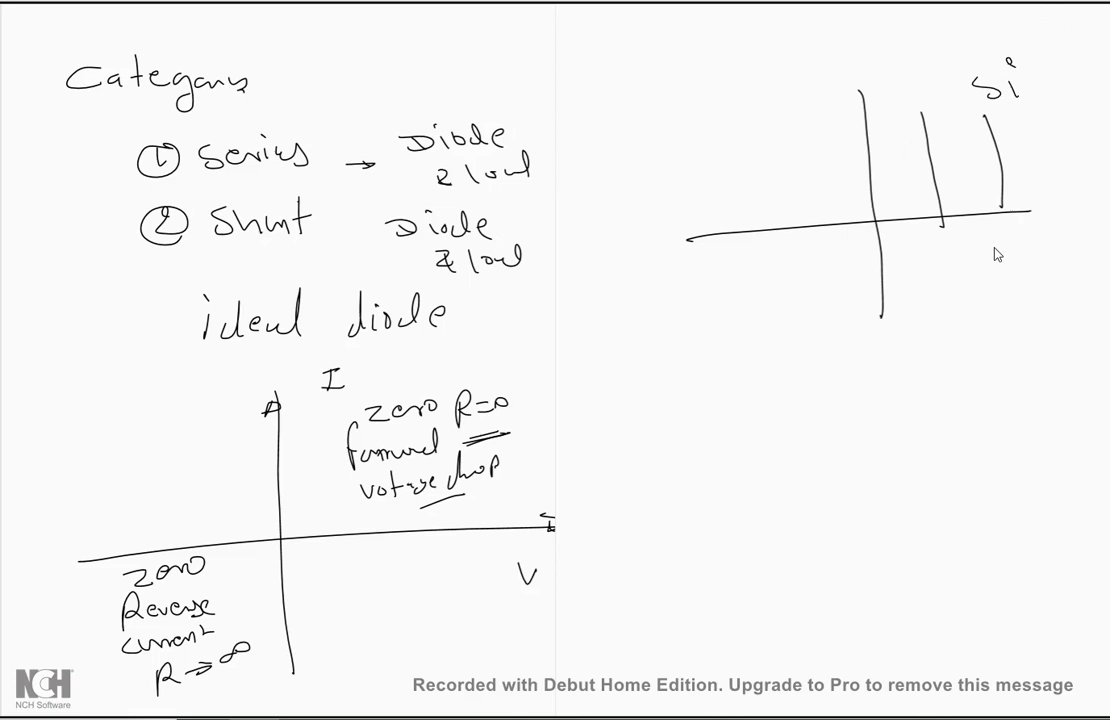 Category
① Series → Diode
& load
② Shunt Diode
& load
ideal diode
I
zero R=0
forward
voltage drop
V
zero
Reverse
current
R → ∞
Si
NCH
NCH Software
Recorded with Debut Home Edition. Upgrade to Pro to remove this message